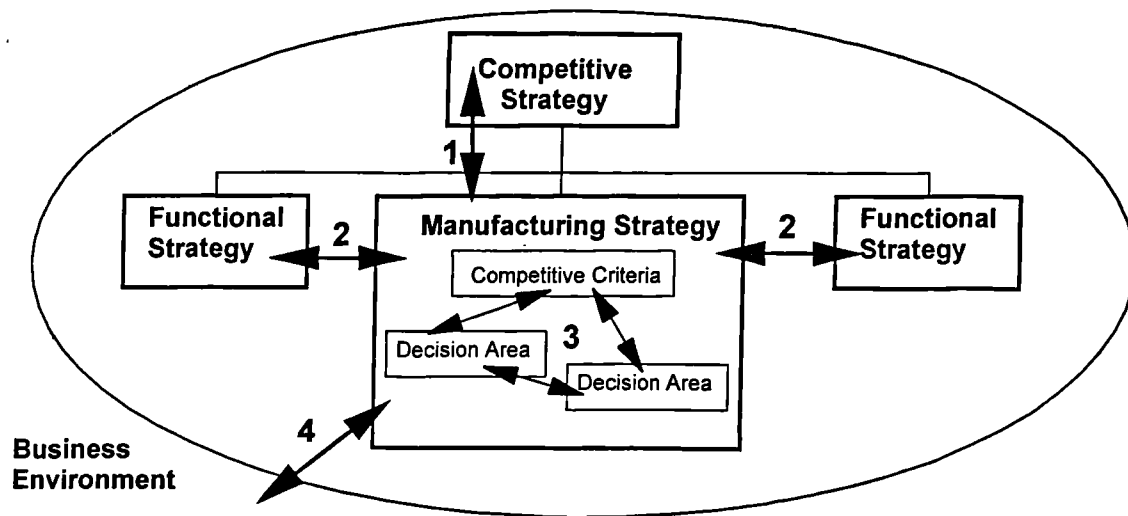 Competitive
Strategy
1
Functional
Strategy
2
Manufacturing Strategy
2
Functional
Strategy
Competitive Criteria
3
Decision Area
Decision Area
4
Business
Environment